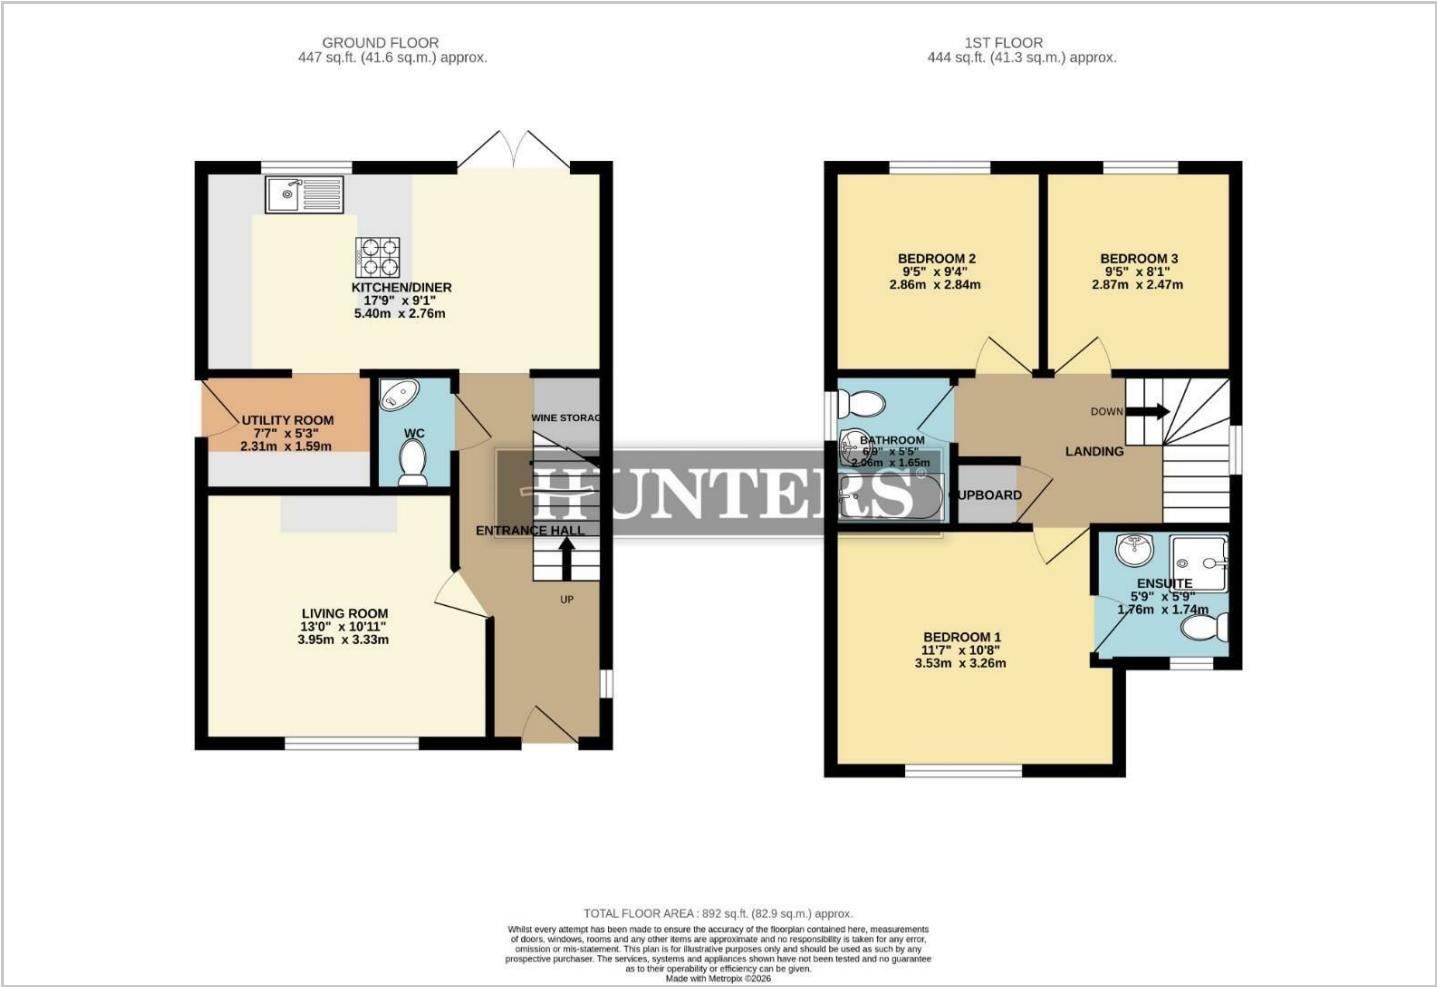 GROUND FLOOR
447 sq.ft. (41.6 sq.m.) approx.
1ST FLOOR
444 sq.ft. (41.3 sq.m.) approx.
KITCHEN/DINER
17'9" x 9'1"
5.40m x 2.76m
UTILITY ROOM
7'7" x 5'3"
2.31m x 1.59m
WC
WINE STORAG
ENTRANCE HALL
UP
LIVING ROOM
13'0" x 10'11"
3.95m x 3.33m
HUNTERS®
BEDROOM 2
9'5" x 9'4"
2.86m x 2.84m
BEDROOM 3
9'5" x 8'1"
2.87m x 2.47m
DOWN
BATHROOM
6'9" x 5'5"
2.06m x 1.65m
LANDING
CUPBOARD
ENSUITE
5'9" x 5'9"
1.76m x 1.74m
BEDROOM 1
11'7" x 10'8"
3.53m x 3.26m
TOTAL FLOOR AREA : 892 sq.ft. (82.9 sq.m.) approx.
Whilst every attempt has been made to ensure the accuracy of the floorplan contained here, measurements
of doors, windows, rooms and any other items are approximate and no responsibility is taken for any error,
omission or mis-statement. This plan is for illustrative purposes only and should be used as such by any
prospective purchaser. The services, systems and appliances shown have not been tested and no guarantee
as to their operability or efficiency can be given.
Made with Metropix ©2026